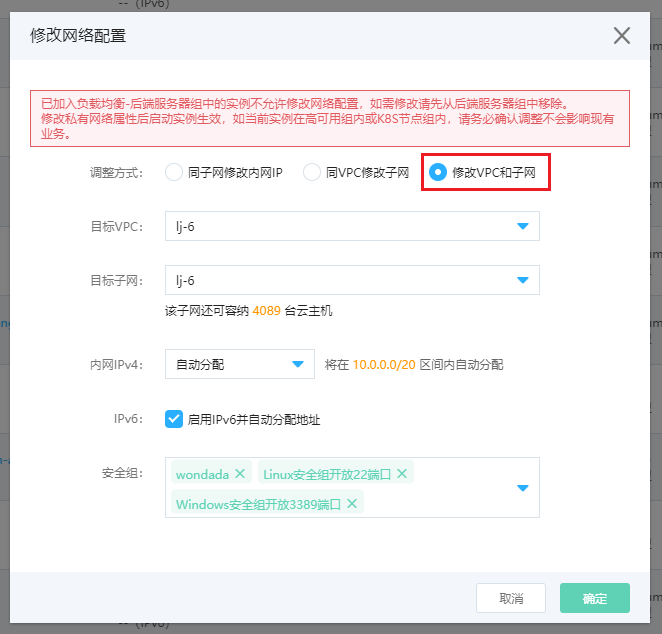 -- （IPv6）
修改网络配置
已加入负载均衡-后端服务器组中的实例不允许修改网络配置，如需修改请先从后端服务器组中移除。
修改私有网络属性后启动实例生效，如当前实例在高可用组内或K8S节点组内，请务必确认调整不会影响现有
业务。
调整方式： 同子网修改内网IP 同VPC修改子网 修改VPC和子网
目标VPC： lj-6
目标子网： lj-6
该子网还可容纳 4089 台云主机
内网IPv4： 自动分配 将在 10.0.0.0/20 区间内自动分配
IPv6： 启用IPv6并自动分配地址
安全组： wondada Linux安全组开放22端口
Windows安全组开放3389端口
取消 确定
-- （IPv6）